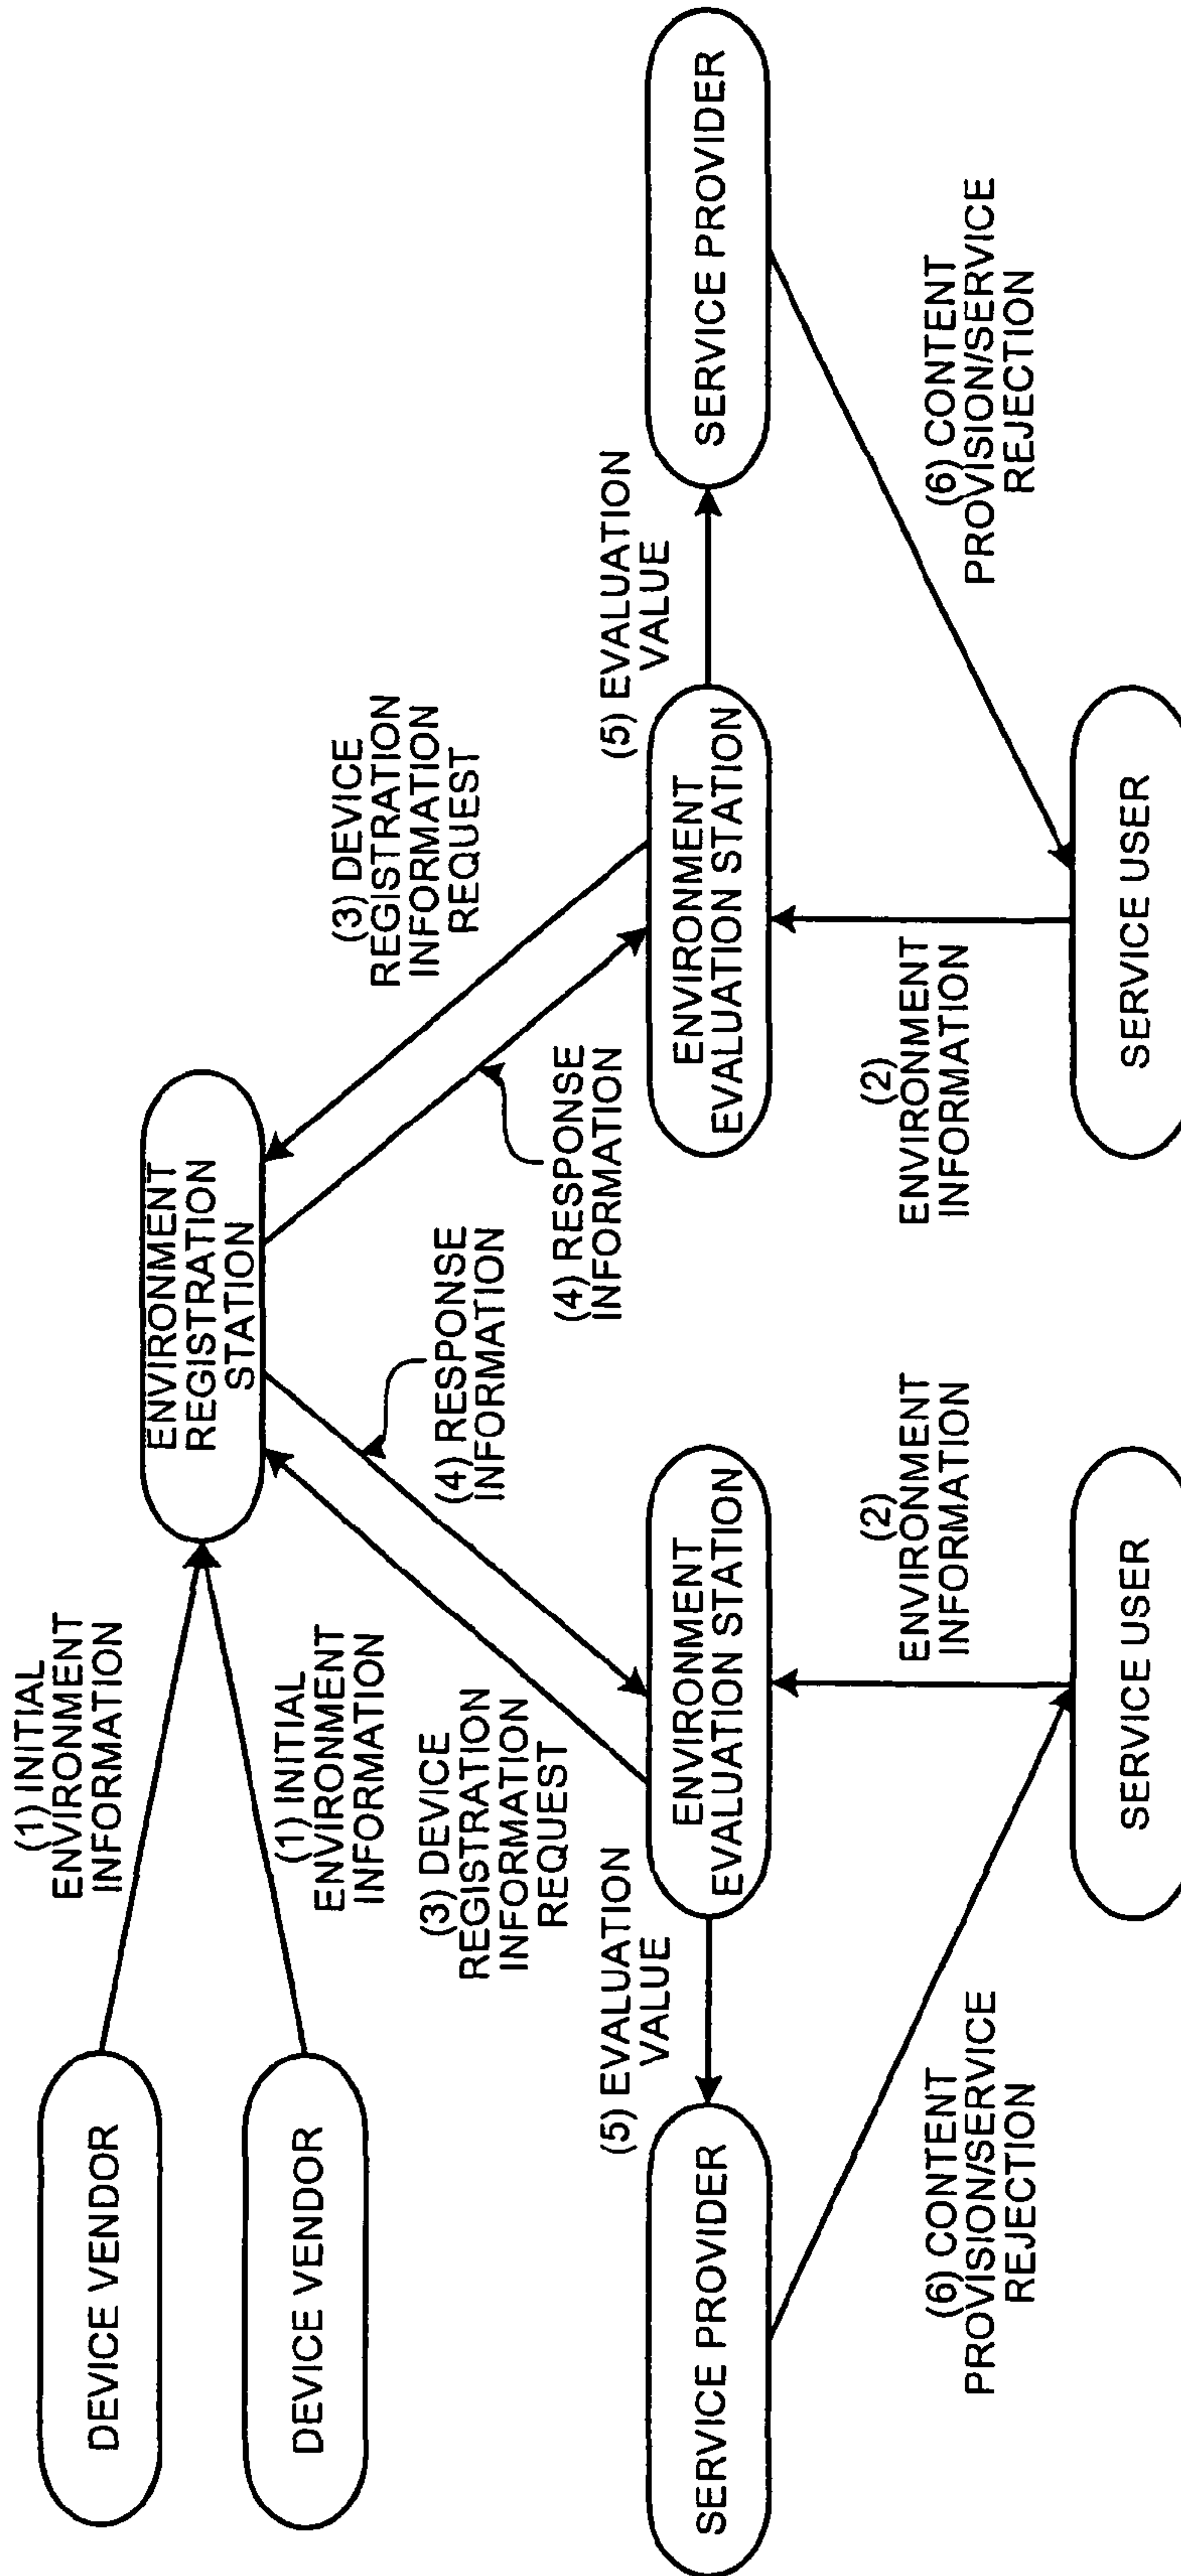 DEVICE VENDOR
DEVICE VENDOR
(1) INITIAL
ENVIRONMENT
INFORMATION
(1) INITIAL
ENVIRONMENT
INFORMATION
ENVIRONMENT
REGISTRATION
STATION
(3) DEVICE
REGISTRATION
INFORMATION
REQUEST
(4) RESPONSE
INFORMATION
(4) RESPONSE
INFORMATION
(3) DEVICE
REGISTRATION
INFORMATION
REQUEST
SERVICE PROVIDER
(5) EVALUATION
VALUE
ENVIRONMENT
EVALUATION STATION
ENVIRONMENT
EVALUATION STATION
(5) EVALUATION
VALUE
SERVICE PROVIDER
(6) CONTENT
PROVISION/SERVICE
REJECTION
(2)
ENVIRONMENT
INFORMATION
(2)
ENVIRONMENT
INFORMATION
(6) CONTENT
PROVISION/SERVICE
REJECTION
SERVICE USER
SERVICE USER